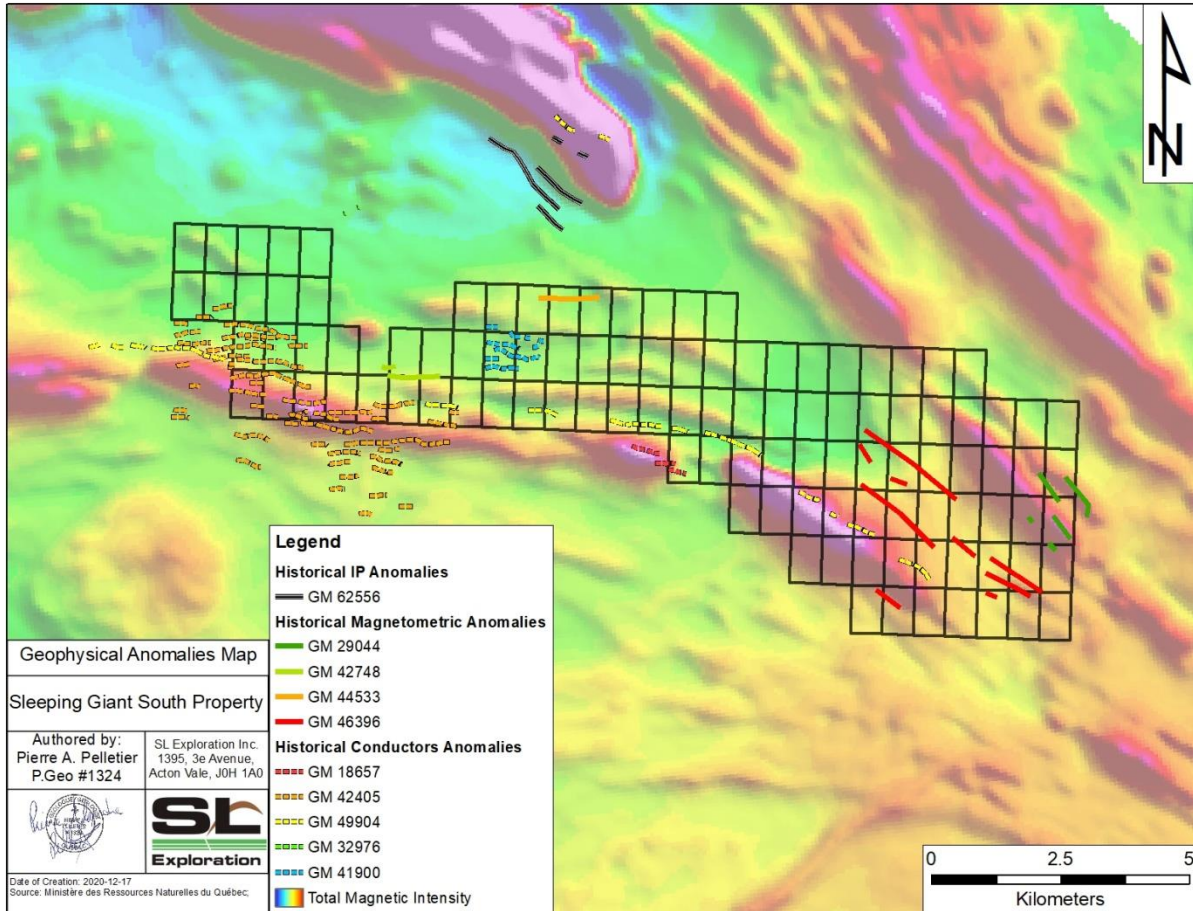 N
Legend
Historical IP Anomalies
GM 62556
Historical Magnetometric Anomalies
GM 29044
GM 42748
GM 44533
GM 46396
Historical Conductors Anomalies
GM 18657
GM 42405
GM 49904
GM 32976
GM 41900
Total Magnetic Intensity
Geophysical Anomalies Map
Sleeping Giant South Property
Authored by:
Pierre A. Pelletier
P.Geo #1324
SL Exploration Inc.
1395, 3e Avenue,
Acton Vale, J0H 1A0
SL
Exploration
Date of Creation: 2020-12-17
Source: Ministère des Ressources Naturelles du Québec;
0 2.5 5
Kilometers